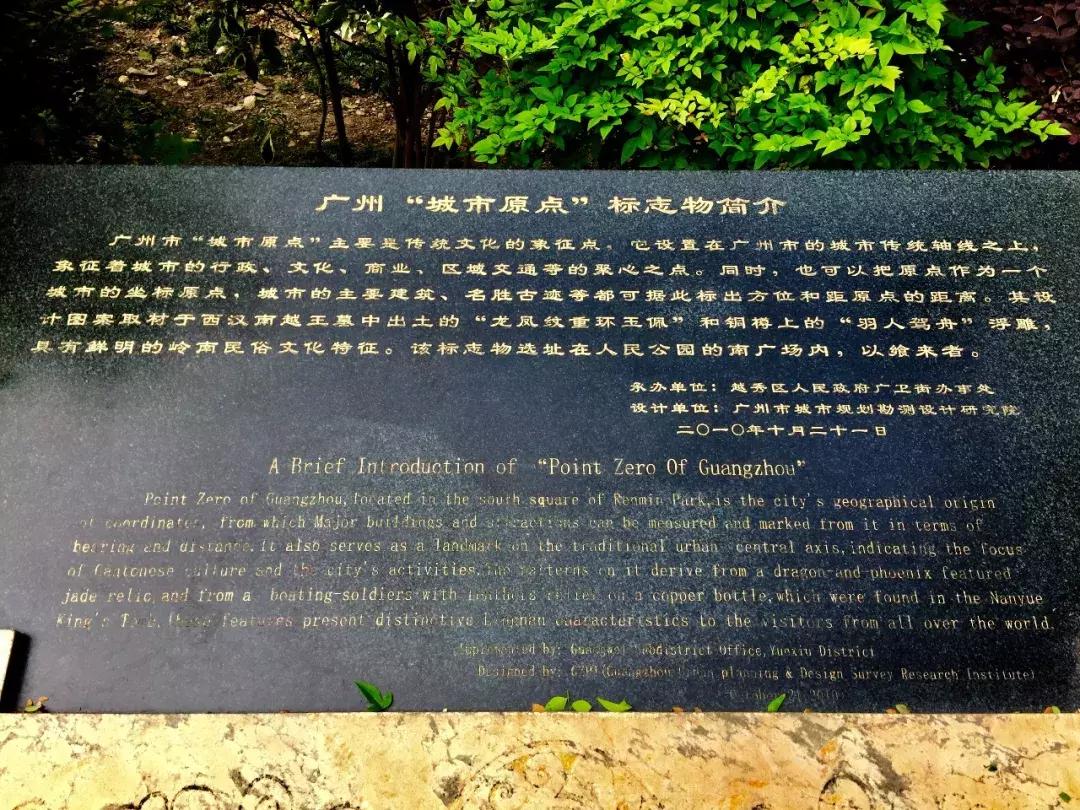 广州“城市原点”标志物简介
广州市“城市原点”主要是传统文化的象征点。它设置在广州市的城市传统轴线之上，
象征着城市的行政、文化、商业、区域交通等的聚心之点。同时，也可以把原点作为一个
城市的坐标原点，城市的主要建筑、名胜古迹等都可据此标出方位和距原点的距离。其设
计图案取材于西汉南越王墓中出土的“龙凤纹重环玉佩”和铜樽上的“羽人驾舟”浮雕，
具有鲜明的岭南民俗文化特征。该标志物选址在人民公园的南广场内，以飨来者。
承办单位：越秀区人民政府广卫街办事处
设计单位：广州市城市规划勘测设计研究院
二〇一〇年十月二十一日
A Brief Introduction of “Point Zero Of Guangzhou”
Point Zero of Guangzhou,located in the south square of Renmin Park,is the city's geographical origin
of coordinates, from which Major buildings and attractions can be measured and marked from it in terms of
bearing and distance.It also serves as a landmark on the traditional urban central axis,indicating the focus
of Cantonese culture and the city's activities.The patterns on it derive from a dragon-and-phoenix featured
jade relic,and from a boating-soldiers with feathers relief on a copper bottle,which were found in the Nanyue
King's Tomb.These features present distinctive Lingnan characteristics to the visitors from all over the world.
by: Guangwei Subdistrict Office,Yuexiu District
Designed by: GZPI(Guangzhou Urban planning & Design Survey Research Institute)
October 21,2010